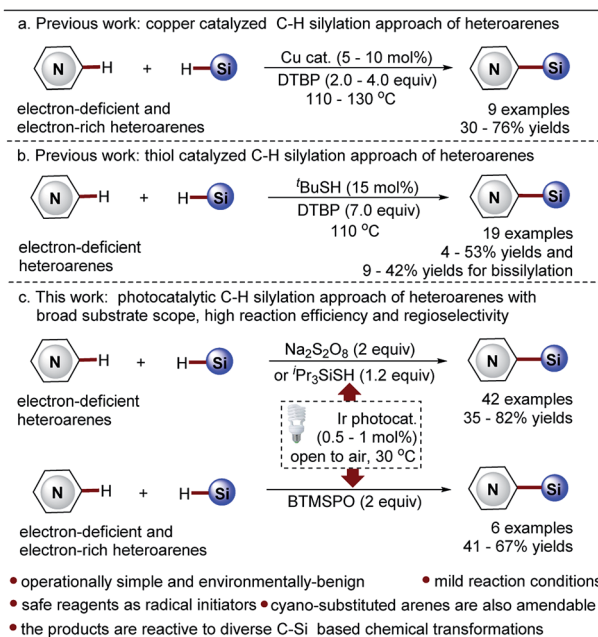 a. Previous work: copper catalyzed C-H silylation approach of heteroarenes
N H + H Si Cu cat. (5 - 10 mol%) N Si
DTBP (2.0 - 4.0 equiv)
110 - 130 °C
electron-deficient and
electron-rich heteroarenes
9 examples
30 - 76% yields
b. Previous work: thiol catalyzed C-H silylation approach of heteroarenes
N H + H Si ᵗBuSH (15 mol%) N Si
DTBP (7.0 equiv)
110 °C
electron-deficient
heteroarenes
19 examples
4 - 53% yields and
9 - 42% yields for bissilylation
c. This work: photocatalytic C-H silylation approach of heteroarenes with
broad substrate scope, high reaction efficiency and regioselectivity
N H + H Si Na₂S₂O₈ (2 equiv) N Si
or ⁱPr₃SiSH (1.2 equiv)
electron-deficient
heteroarenes
42 examples
35 - 82% yields
Ir photocat.
(0.5 - 1 mol%)
open to air, 30 °C
N H + H Si BTMSPO (2 equiv) N Si
electron-deficient and
electron-rich heteroarenes
6 examples
41 - 67% yields
• operationally simple and environmentally-benign • mild reaction conditions
• safe reagents as radical initiators • cyano-substituted arenes are also amendable
• the products are reactive to diverse C-Si based chemical transformations